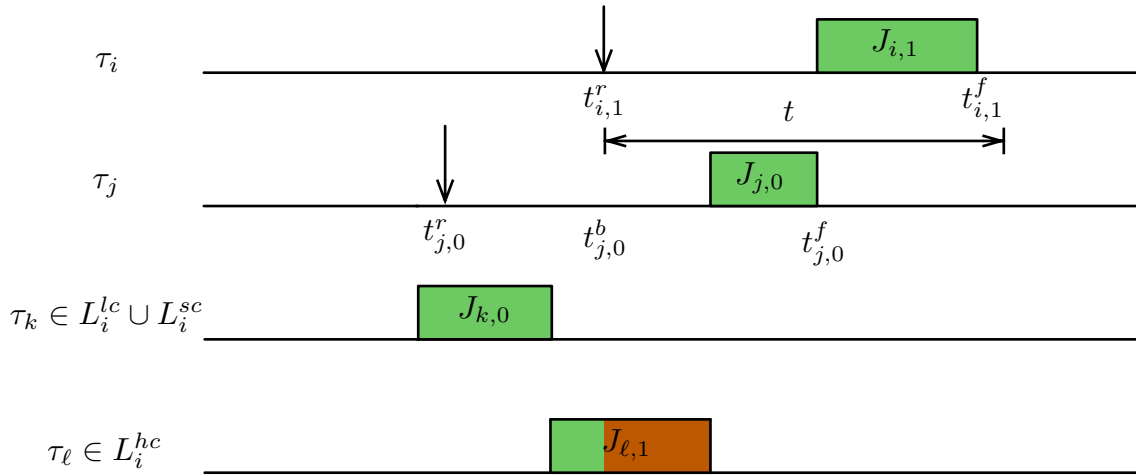 τ_i
J_{i,1}
t^r_{i,1}
t^f_{i,1}
t
τ_j
J_{j,0}
t^r_{j,0}
t^b_{j,0}
t^f_{j,0}
τ_k ∈ L_i^{lc} ∪ L_i^{sc}
J_{k,0}
τ_ℓ ∈ L_i^{hc}
J_{ℓ,1}